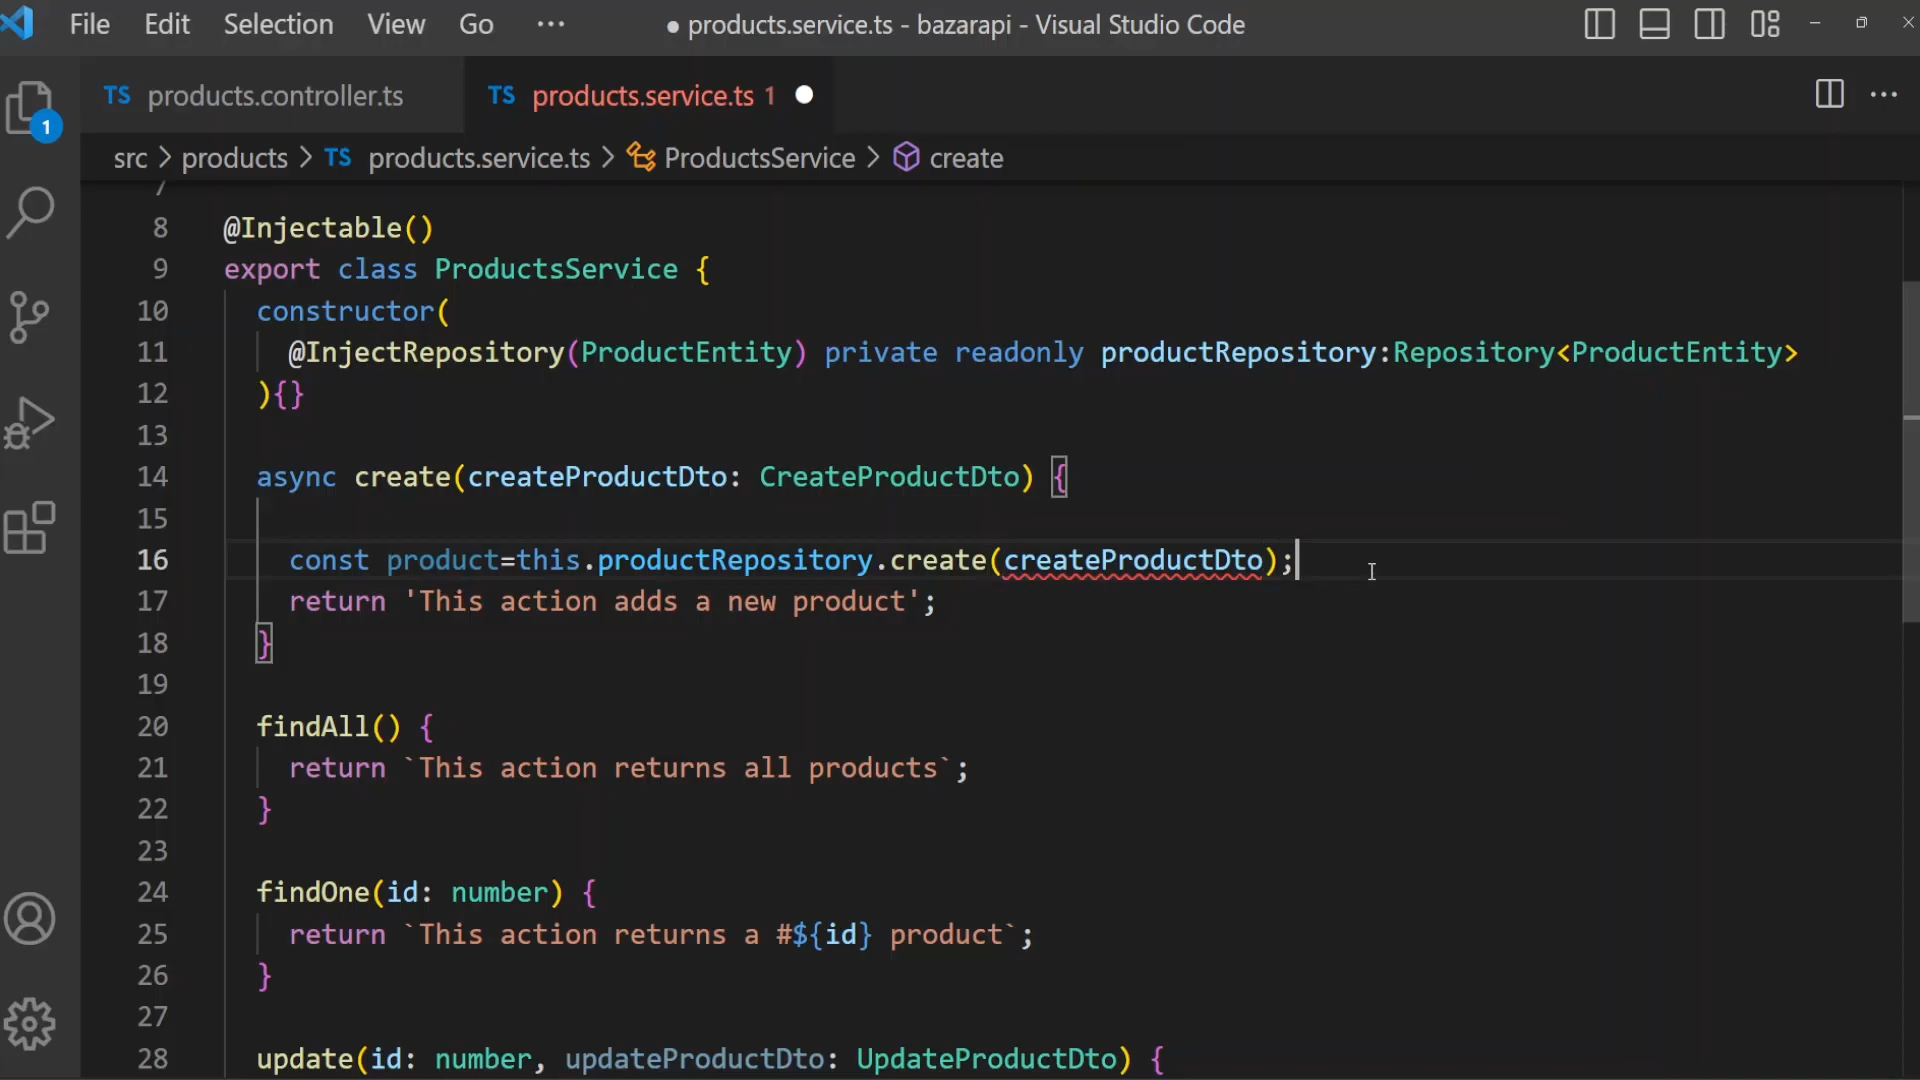 File Edit Selection View Go ··· ● products.service.ts - bazarapi - Visual Studio Code
TS products.controller.ts TS products.service.ts 1 ●
1
src > products > TS products.service.ts > ProductsService > create
7
8 @Injectable()
9 export class ProductsService {
10 constructor(
11 @InjectRepository(ProductEntity) private readonly productRepository:Repository<ProductEntity>
12 ){}
13
14 async create(createProductDto: CreateProductDto) {
15
16 const product=this.productRepository.create(createProductDto);
17 return 'This action adds a new product';
18 }
19
20 findAll() {
21 return `This action returns all products`;
22 }
23
24 findOne(id: number) {
25 return `This action returns a #${id} product`;
26 }
27
28 update(id: number, updateProductDto: UpdateProductDto) {